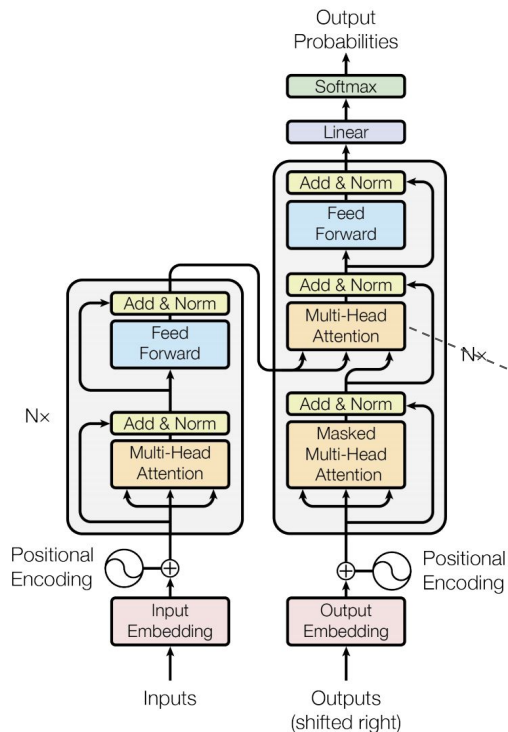 Output
Probabilities
Softmax
Linear
Add & Norm
Feed
Forward
Add & Norm
Multi-Head
Attention
N×
Add & Norm
Masked
Multi-Head
Attention
Add & Norm
Feed
Forward
N×
Add & Norm
Multi-Head
Attention
Positional
Encoding
Input
Embedding
Inputs
Positional
Encoding
Output
Embedding
Outputs
(shifted right)